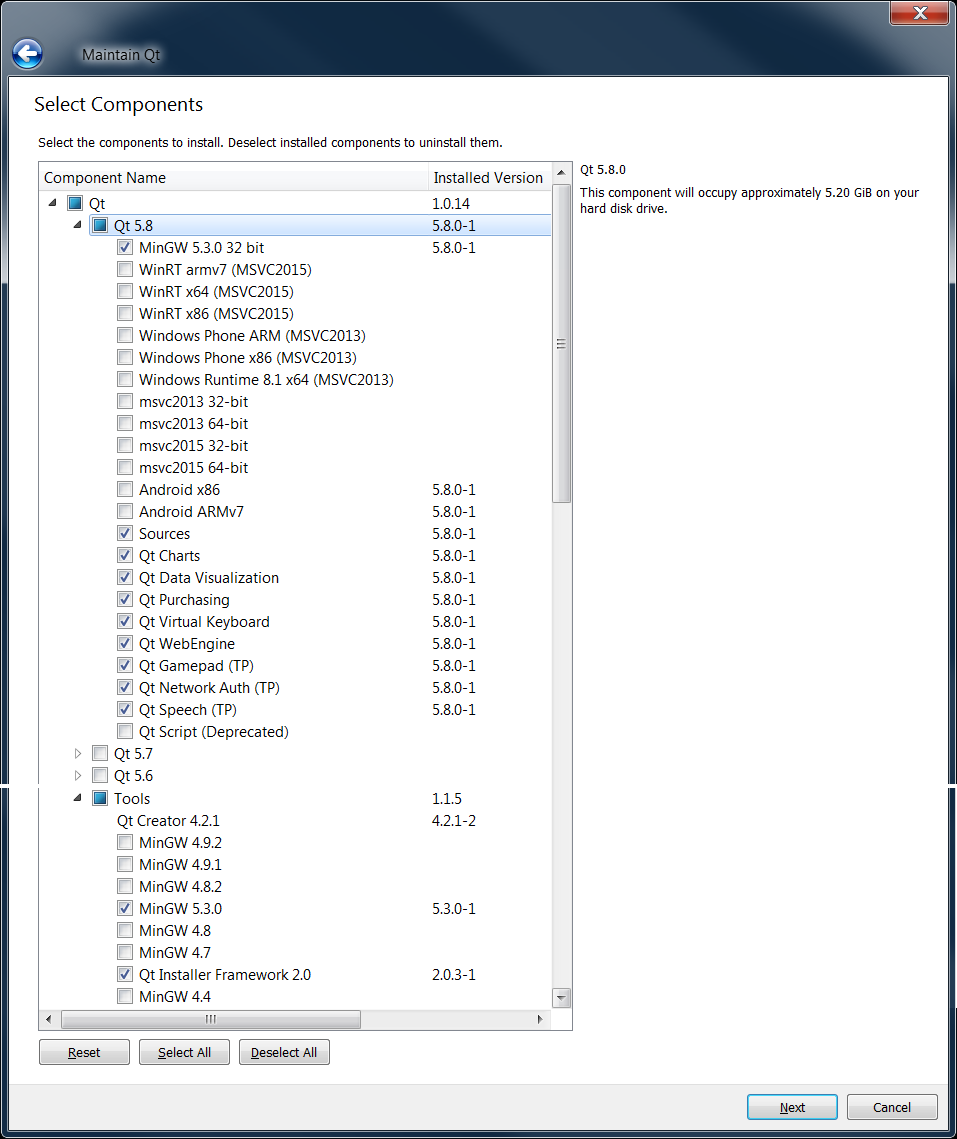 Maintain Qt
Select Components
Select the components to install. Deselect installed components to uninstall them.
Component Name Installed Version
Qt 1.0.14
Qt 5.8 5.8.0-1
MinGW 5.3.0 32 bit 5.8.0-1
WinRT armv7 (MSVC2015)
WinRT x64 (MSVC2015)
WinRT x86 (MSVC2015)
Windows Phone ARM (MSVC2013)
Windows Phone x86 (MSVC2013)
Windows Runtime 8.1 x64 (MSVC2013)
msvc2013 32-bit
msvc2013 64-bit
msvc2015 32-bit
msvc2015 64-bit
Android x86 5.8.0-1
Android ARMv7 5.8.0-1
Sources 5.8.0-1
Qt Charts 5.8.0-1
Qt Data Visualization 5.8.0-1
Qt Purchasing 5.8.0-1
Qt Virtual Keyboard 5.8.0-1
Qt WebEngine 5.8.0-1
Qt Gamepad (TP) 5.8.0-1
Qt Network Auth (TP) 5.8.0-1
Qt Speech (TP) 5.8.0-1
Qt Script (Deprecated)
Qt 5.7
Qt 5.6
Tools 1.1.5
Qt Creator 4.2.1 4.2.1-2
MinGW 4.9.2
MinGW 4.9.1
MinGW 4.8.2
MinGW 5.3.0 5.3.0-1
MinGW 4.8
MinGW 4.7
Qt Installer Framework 2.0 2.0.3-1
MinGW 4.4
Qt 5.8.0
This component will occupy approximately 5.20 GiB on your
hard disk drive.
Reset Select All Deselect All
Next Cancel